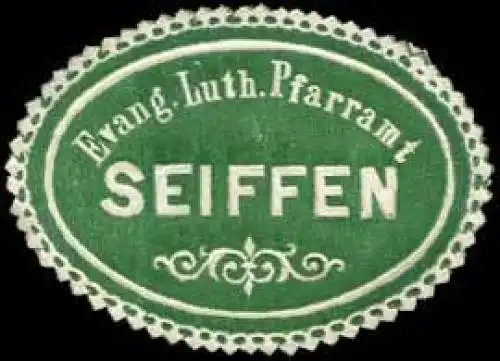 Evang. Luth. Pfarramt
SEIFFEN